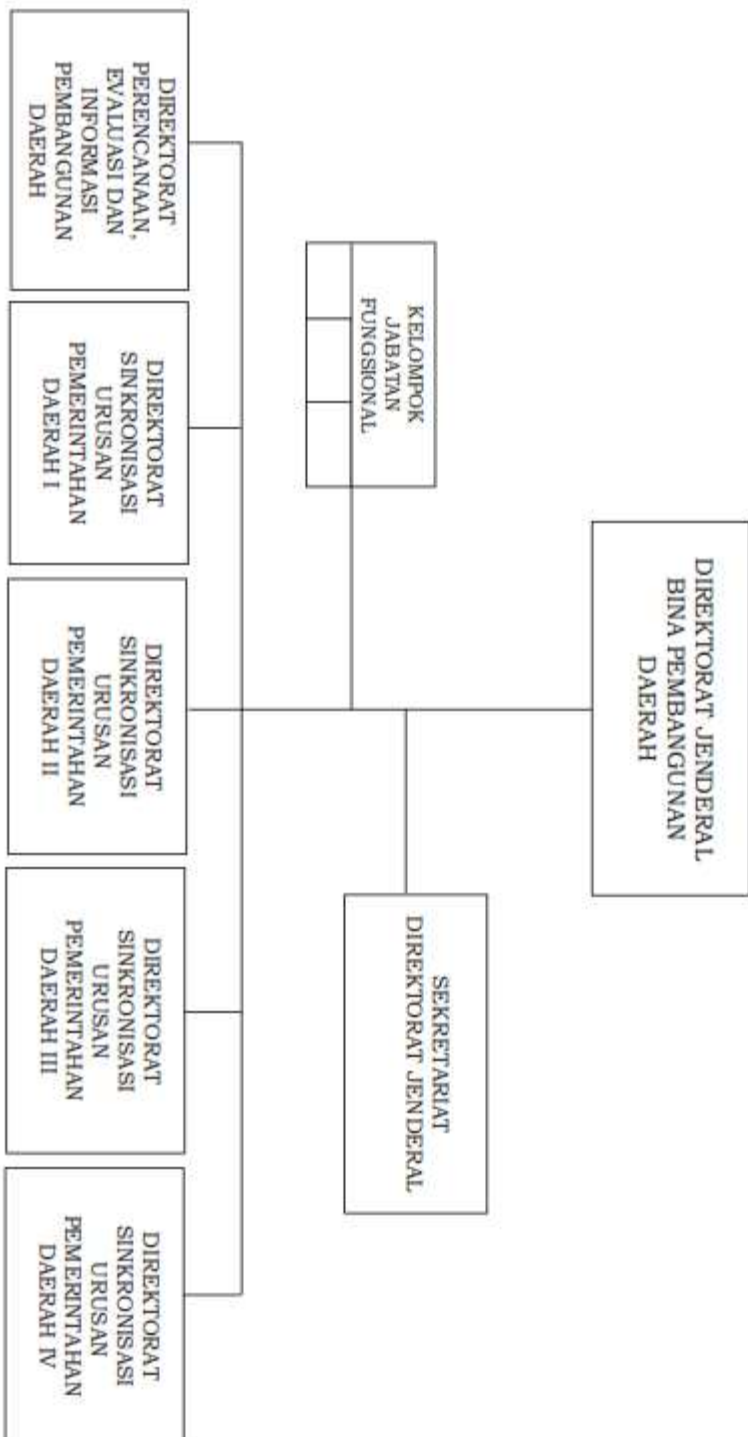 DIREKTORAT JENDERAL
BINA PEMBANGUNAN
DAERAH
SEKRETARIAT
DIREKTORAT JENDERAL
KELOMPOK
JABATAN
FUNGSIONAL
DIREKTORAT
PERENCANAAN,
EVALUASI DAN
INFORMASI
PEMBANGUNAN
DAERAH
DIREKTORAT
SINKRONISASI
URUSAN
PEMERINTAHAN
DAERAH I
DIREKTORAT
SINKRONISASI
URUSAN
PEMERINTAHAN
DAERAH II
DIREKTORAT
SINKRONISASI
URUSAN
PEMERINTAHAN
DAERAH III
DIREKTORAT
SINKRONISASI
URUSAN
PEMERINTAHAN
DAERAH IV